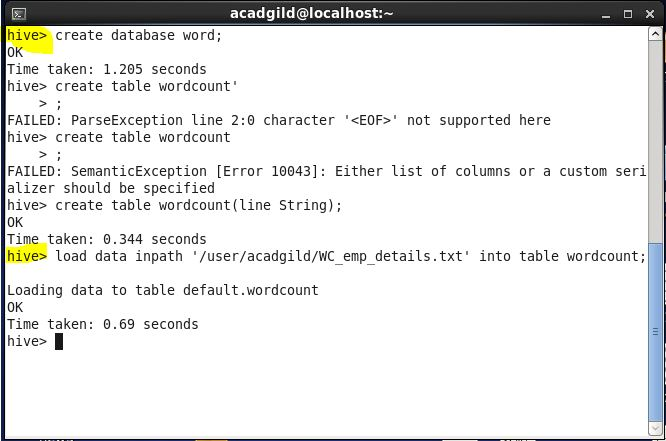 acadgild@localhost:~
hive> create database word;
OK
Time taken: 1.205 seconds
hive> create table wordcount'
    > ;
FAILED: ParseException line 2:0 character '<EOF>' not supported here
hive> create table wordcount
    > ;
FAILED: SemanticException [Error 10043]: Either list of columns or a custom seri
alizer should be specified
hive> create table wordcount(line String);
OK
Time taken: 0.344 seconds
hive> load data inpath '/user/acadgild/WC_emp_details.txt' into table wordcount;
Loading data to table default.wordcount
OK
Time taken: 0.69 seconds
hive>